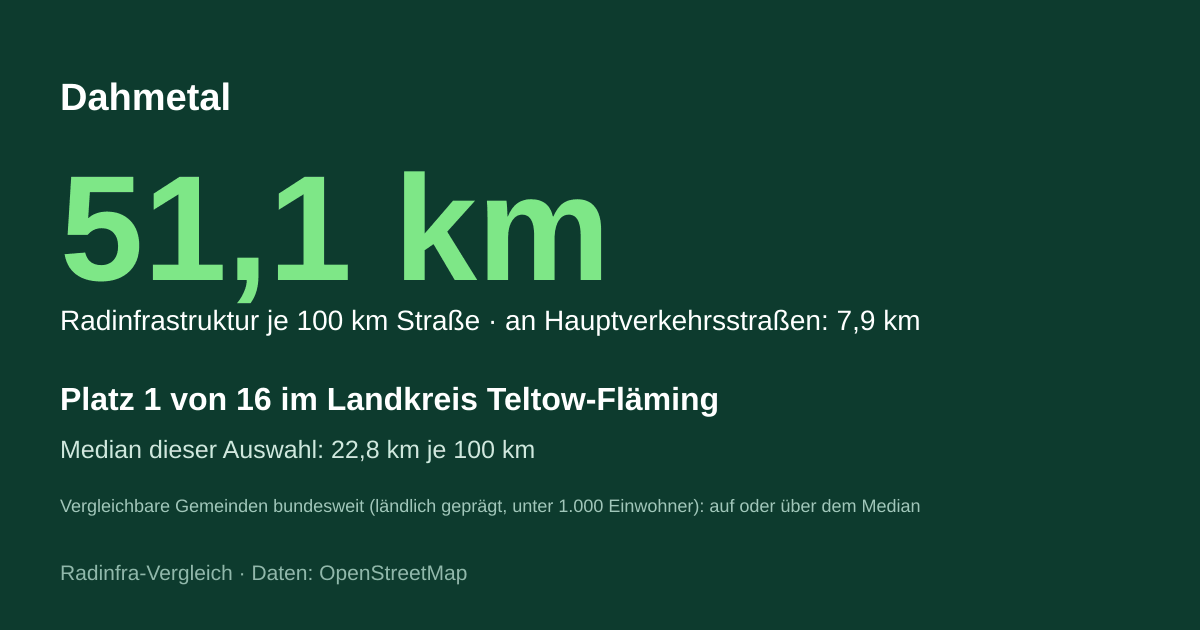 Dahmetal
51,1 km
Radinfrastruktur je 100 km Straße · an Hauptverkehrsstraßen: 7,9 km
Platz 1 von 16 im Landkreis Teltow-Fläming
Median dieser Auswahl: 22,8 km je 100 km
Vergleichbare Gemeinden bundesweit (ländlich geprägt, unter 1.000 Einwohner): auf oder über dem Median
Radinfra-Vergleich · Daten: OpenStreetMap